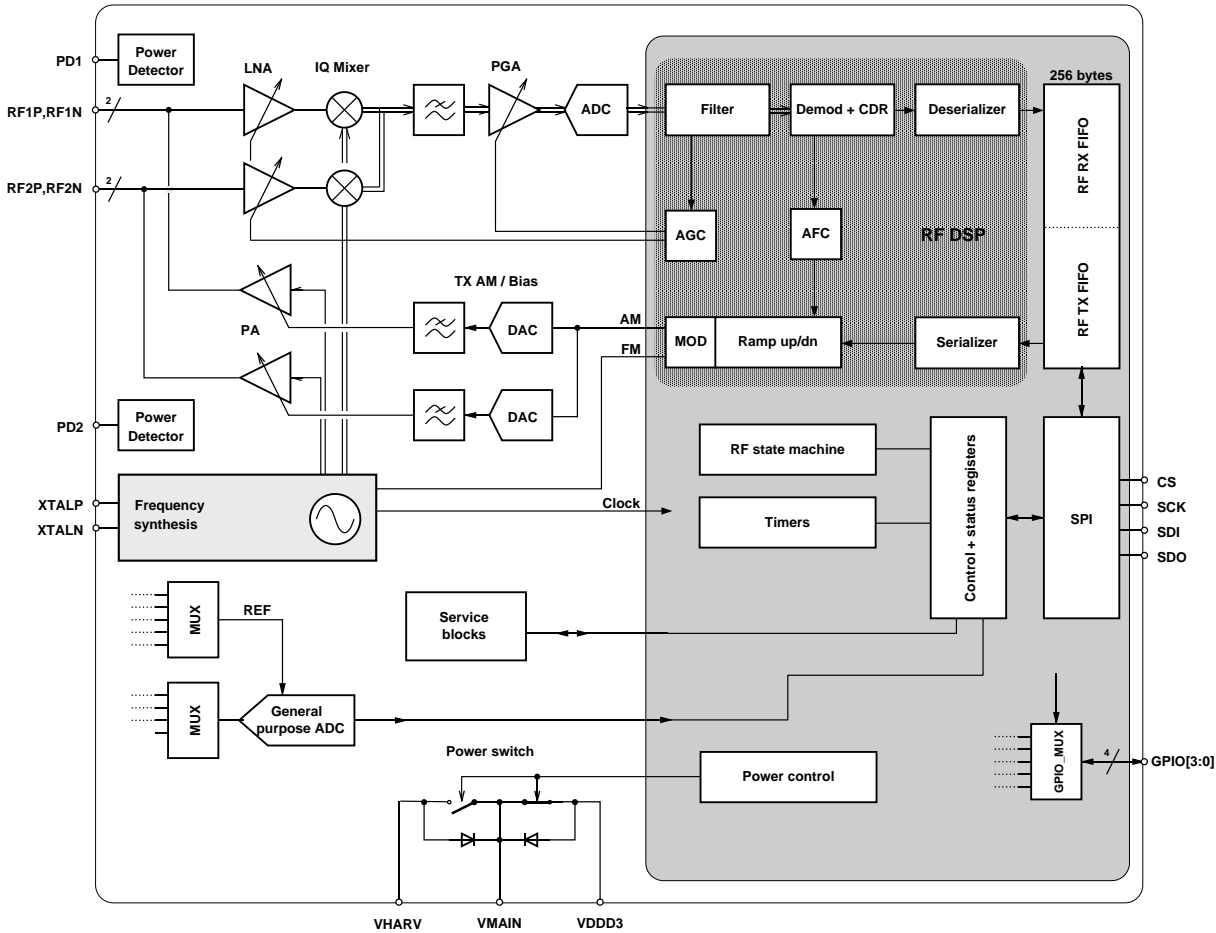 PD1
Power
Detector
RF1P,RF1N
2
LNA
IQ Mixer
PGA
ADC
Filter
Demod + CDR
Deserializer
256 bytes
RF RX FIFO
RF2P,RF2N
2
AGC
AFC
RF DSP
RF TX FIFO
TX AM / Bias
PA
DAC
AM
FM
MOD
Ramp up/dn
Serializer
DAC
PD2
Power
Detector
RF state machine
Timers
Control + status registers
SPI
CS
SCK
SDI
SDO
XTALP
XTALN
Frequency
synthesis
Clock
MUX
REF
Service
blocks
MUX
General
purpose ADC
Power switch
Power control
GPIO_MUX
4
GPIO[3:0]
VHARV
VMAIN
VDDD3